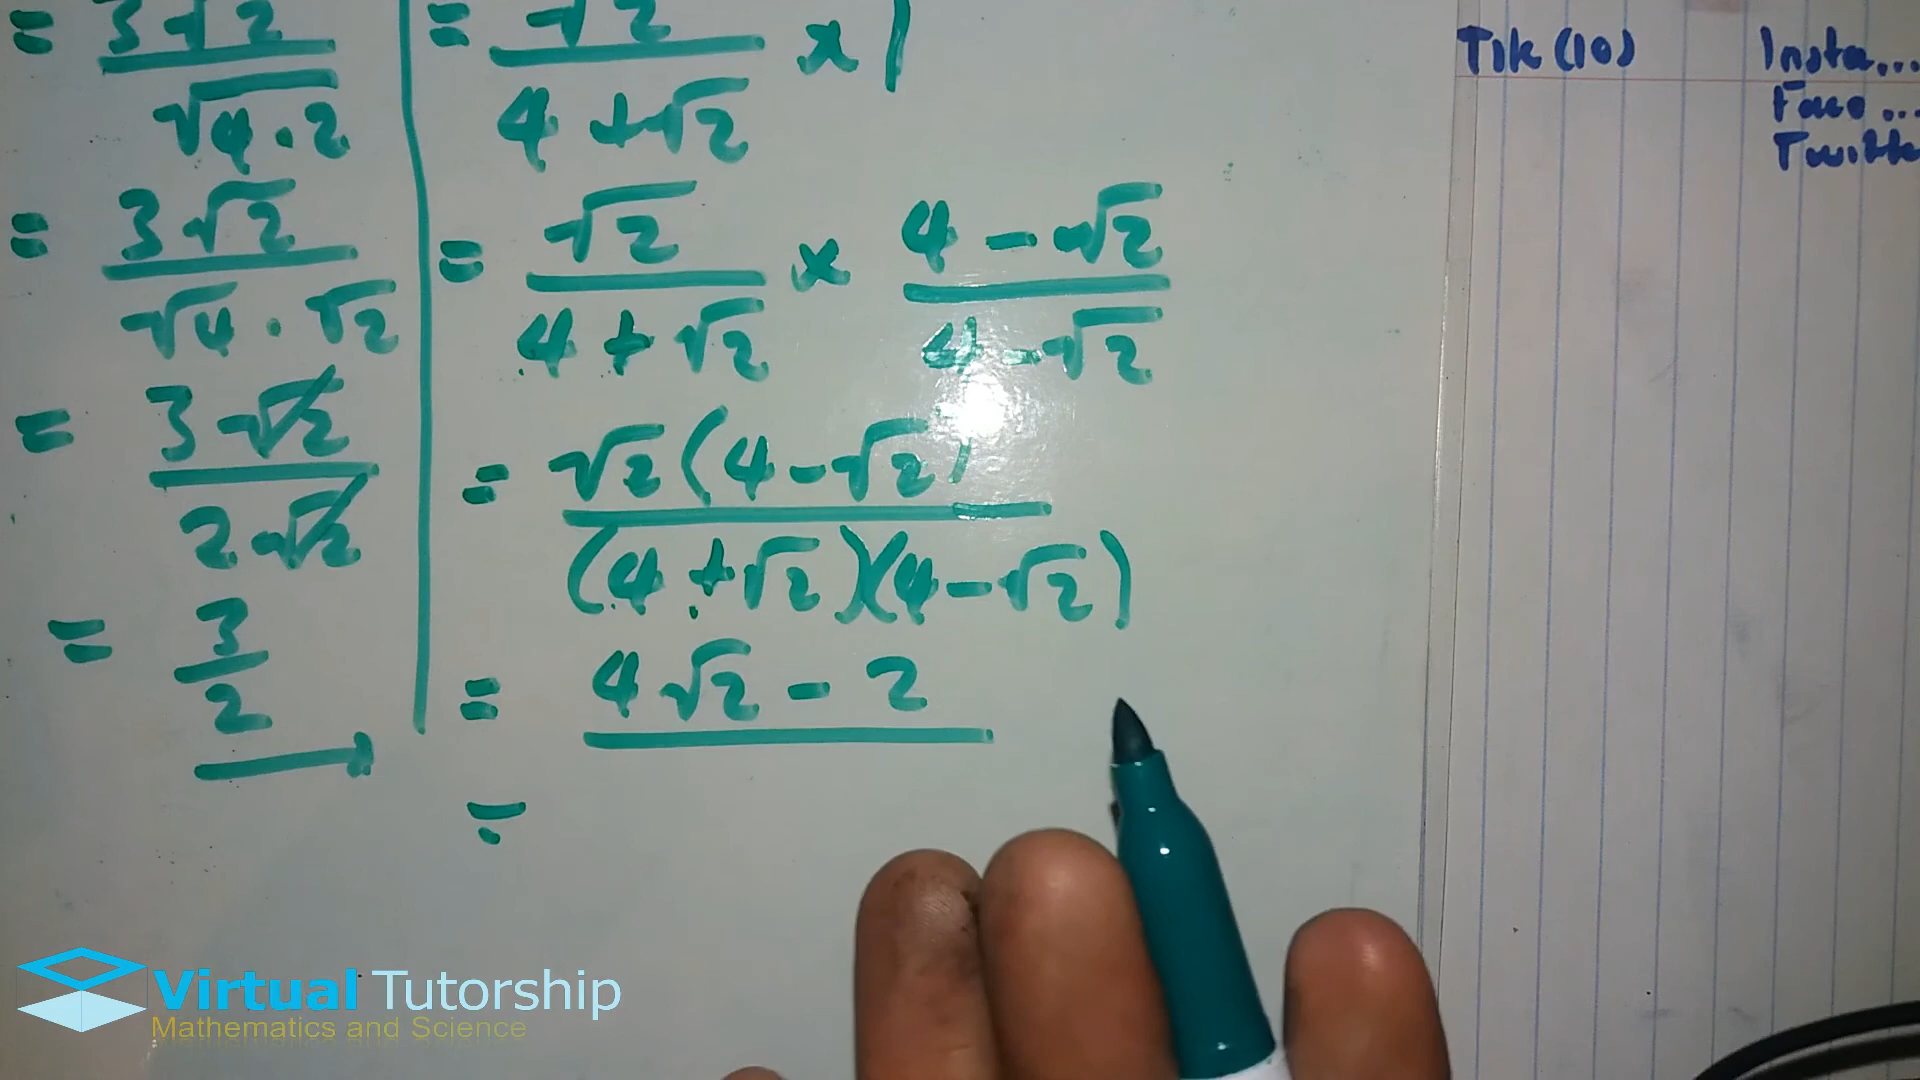 = 3√2 / √4·2
= 3√2 / √4 · √2
= 3√2 / 2√2
= 3/2
= √2 / 4+√2 x
= √2 / 4+√2 x 4-√2 / 4-√2
= √2(4-√2) / (4+√2)(4-√2)
= 4√2 - 2
=
Tik (10)
Insta...
Face...
Twitte
Virtual Tutorship
Mathematics and Science